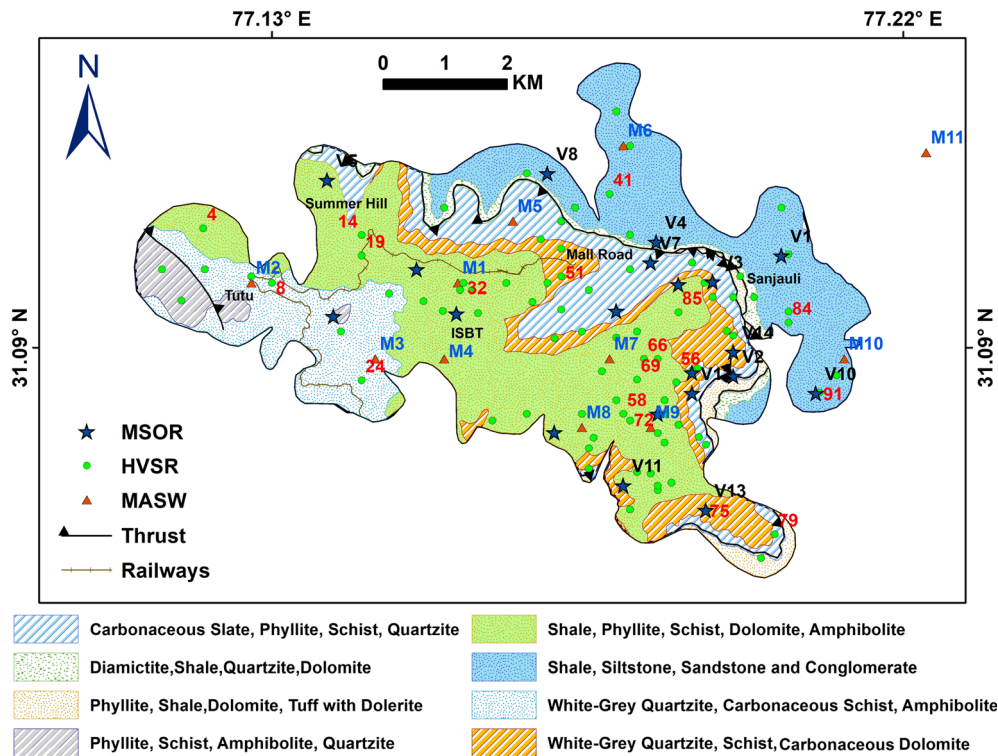 77.13° E
77.22° E
N
0 1 2
KM
M11
M6
V5
V8
41
Summer Hill
4
14
M5
V4
V1
19
V7
Mall Road
V3
M2
M1
51
Sanjauli
8
32
85
Tutu
84
ISBT
V14
31.09° N
31.09° N
M3
M4
M7
66
M10
24
69
56
V2
V1
V10
91
58
M8
72
M9
V11
V13
75
79
MSOR
HVSR
MASW
Thrust
Railways
Carbonaceous Slate, Phyllite, Schist, Quartzite
Shale, Phyllite, Schist, Dolomite, Amphibolite
Diamictite,Shale,Quartzite,Dolomite
Shale, Siltstone, Sandstone and Conglomerate
Phyllite, Shale,Dolomite, Tuff with Dolerite
White-Grey Quartzite, Carbonaceous Schist, Amphibolite
Phyllite, Schist, Amphibolite, Quartzite
White-Grey Quartzite, Schist,Carbonaceous Dolomite